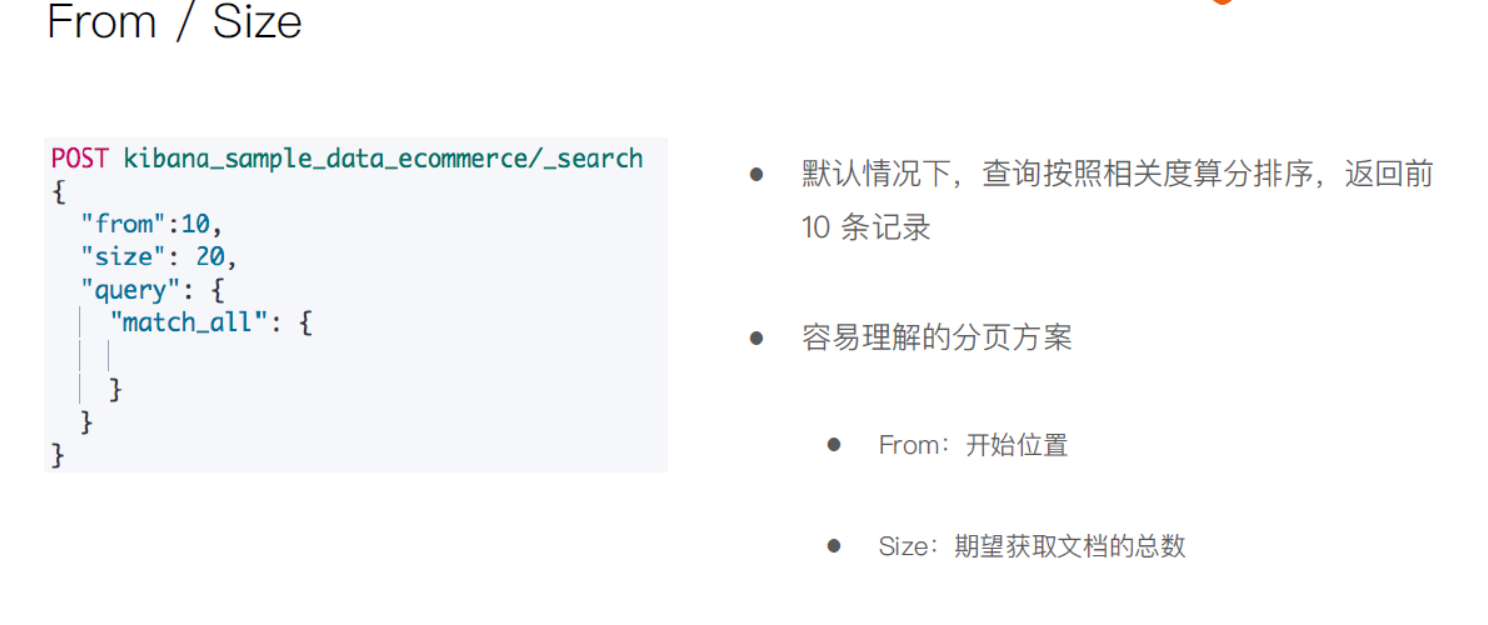 From / Size
POST kibana_sample_data_ecommerce/_search
{
"from":10,
"size": 20,
"query": {
"match_all": {
}
}
}
默认情况下，查询按照相关度算分排序，返回前
10 条记录
容易理解的分页方案
From：开始位置
Size：期望获取文档的总数